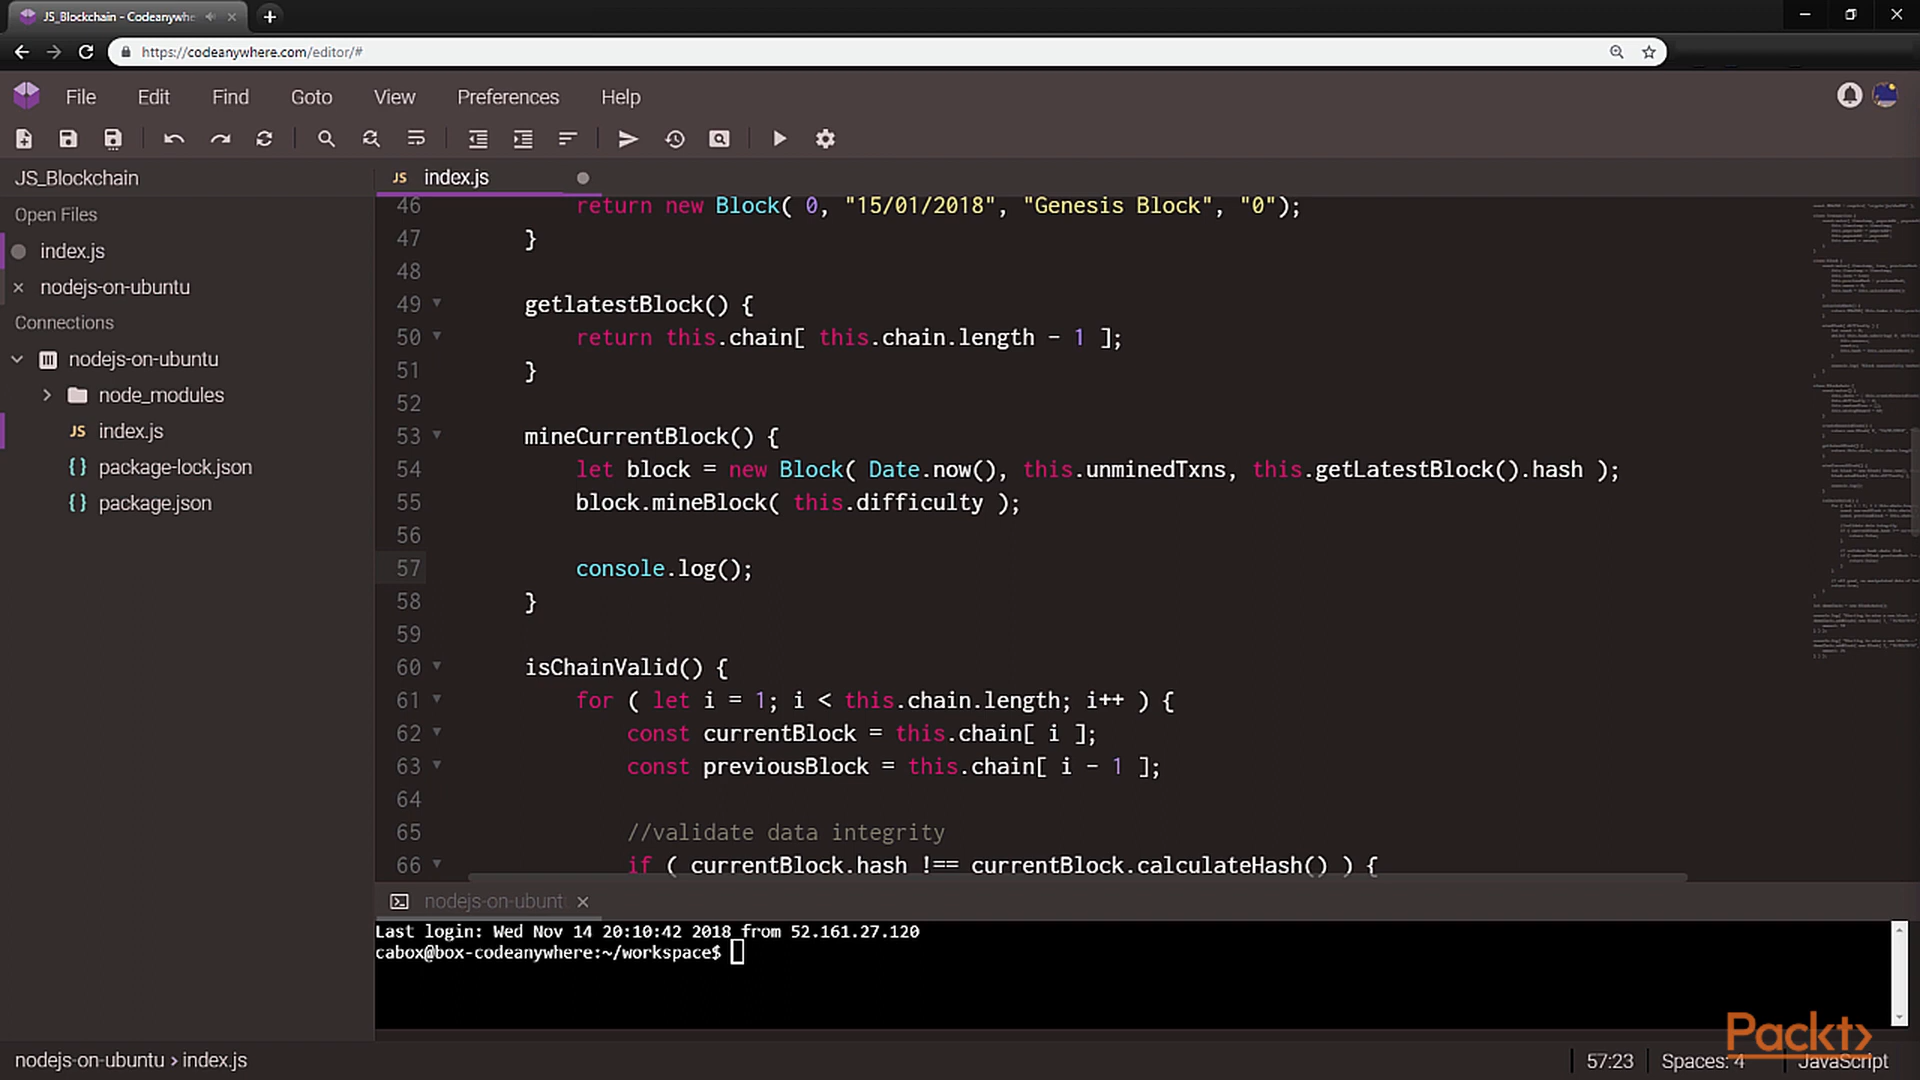 JS_Blockchain - Codeanywhe
https://codeanywhere.com/editor/#
File Edit Find Goto View Preferences Help
JS_Blockchain
Open Files
index.js
nodejs-on-ubuntu
Connections
nodejs-on-ubuntu
node_modules
JS index.js
{} package-lock.json
{} package.json
JS index.js
46 return new Block( 0, "15/01/2018", "Genesis Block", "0");
47 }
48
49 getlatestBlock() {
50 return this.chain[ this.chain.length - 1 ];
51 }
52
53 mineCurrentBlock() {
54 let block = new Block( Date.now(), this.unminedTxns, this.getLatestBlock().hash );
55 block.mineBlock( this.difficulty );
56
57 console.log();
58 }
59
60 isChainValid() {
61 for ( let i = 1; i < this.chain.length; i++ ) {
62 const currentBlock = this.chain[ i ];
63 const previousBlock = this.chain[ i - 1 ];
64
65 //validate data integrity
66 if ( currentBlock.hash !== currentBlock.calculateHash() ) {
nodejs-on-ubunt
Last login: Wed Nov 14 20:10:42 2018 from 52.161.27.120
cabox@box-codeanywhere:~/workspace$
Packt>
nodejs-on-ubuntu > index.js
57:23 Spaces: 4 JavaScript